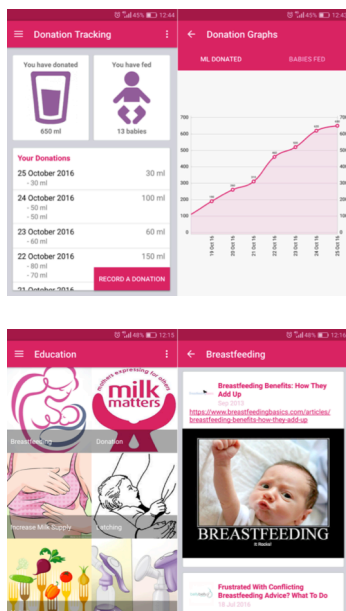 45% 12:44
Donation Tracking
You have donated
650 ml
You have fed
13 babies
Your Donations
25 October 2016 30 ml
- 30 ml
24 October 2016 100 ml
- 50 ml
- 50 ml
23 October 2016 60 ml
- 60 ml
22 October 2016 150 ml
- 80 ml
- 70 ml
21 October 2016
RECORD A DONATION
45% 12:43
Donation Graphs
ML DONATED BABIES FED
700
600
500
400
300
200
100
0
19 Oct 16
20 Oct 16
21 Oct 16
22 Oct 16
23 Oct 16
24 Oct 16
25 Oct 16
48% 12:15
Education
Breastfeeding
mothers expressing for others
milk
matters
Donation
Increase Milk Supply
Latching
48% 12:16
Breastfeeding
Breastfeeding Benefits: How They
Add Up
Sep 2013
https://www.breastfeedingbasics.com/articles/
breastfeeding-benefits-how-they-add-up
BREASTFEEDING
It Rocks!
Frustrated With Conflicting
Breastfeeding Advice? What To Do
18 Jul 2016